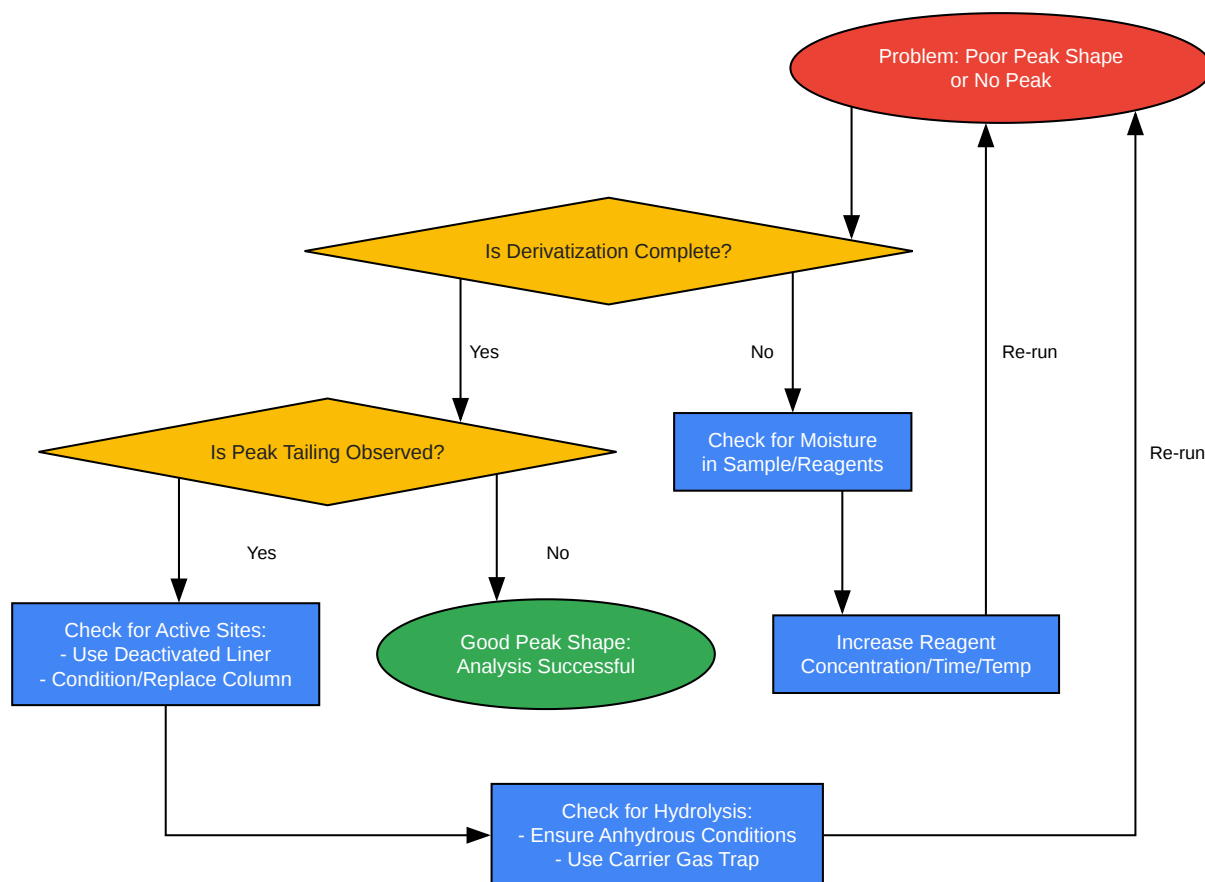 Problem: Poor Peak Shape
or No Peak
Is Derivatization Complete?
Yes
No
Re-run
Is Peak Tailing Observed?
Check for Moisture
in Sample/Reagents
Re-run
Yes
No
Check for Active Sites:
- Use Deactivated Liner
- Condition/Replace Column
Good Peak Shape:
Analysis Successful
Increase Reagent
Concentration/Time/Temp
Check for Hydrolysis:
- Ensure Anhydrous Conditions
- Use Carrier Gas Trap